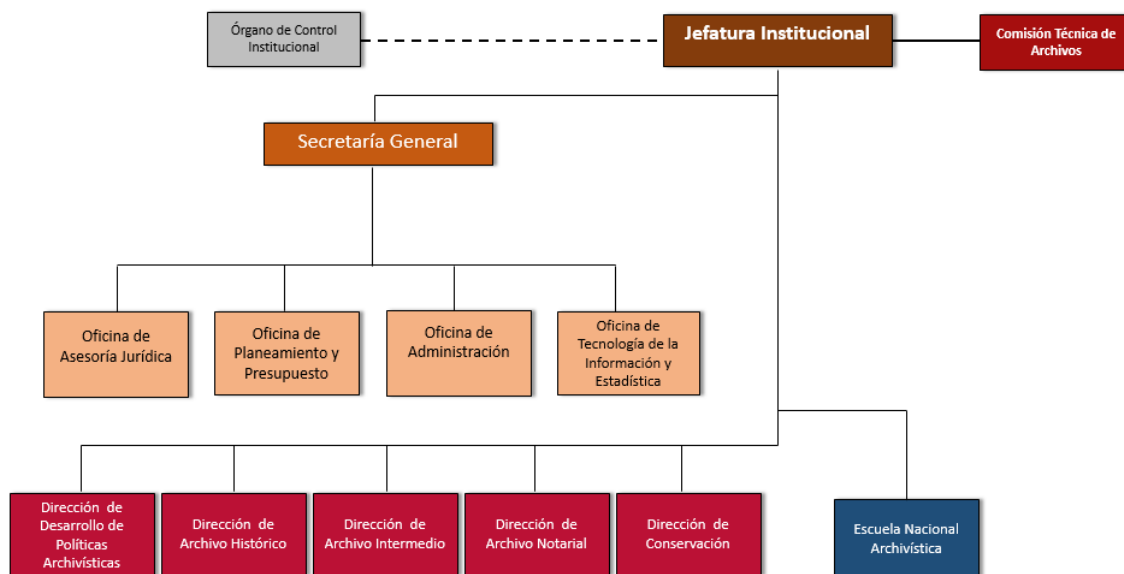 Órgano de Control
Institucional
Jefatura Institucional
Comisión Técnica de
Archivos
Secretaría General
Oficina de
Asesoría Jurídica
Oficina de
Planeamiento y
Presupuesto
Oficina de
Administración
Oficina de
Tecnología de la
Información y
Estadística
Dirección de
Desarrollo de
Políticas
Archivísticas
Dirección de
Archivo Histórico
Dirección de
Archivo Intermedio
Dirección de
Archivo Notarial
Dirección de
Conservación
Escuela Nacional
Archivística